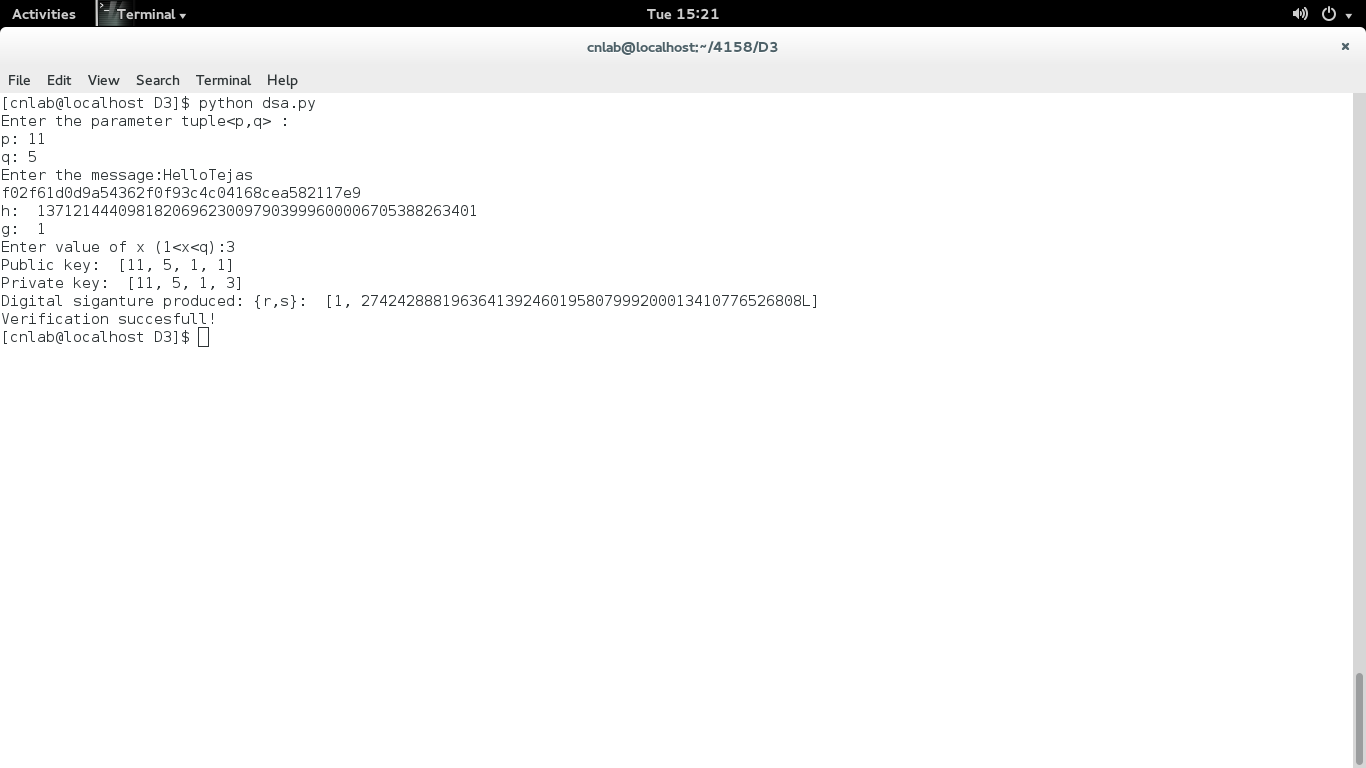 Activities Terminal Tue 15:21
cnlab@localhost:~/4158/D3
File Edit View Search Terminal Help
[cnlab@localhost D3]$ python dsa.py
Enter the parameter tuple<p,q> :
p: 11
q: 5
Enter the message:HelloTejas
f02f61d0d9a54362f0f93c4c04168cea582117e9
h:  1371214440981820696230097903999600006705388263401
g:  1
Enter value of x (1<x<q):3
Public key:  [11, 5, 1, 1]
Private key:  [11, 5, 1, 3]
Digital siganture produced: {r,s}:  [1, 2742428881963641392460195807999200013410776526808L]
Verification succesfull!
[cnlab@localhost D3]$